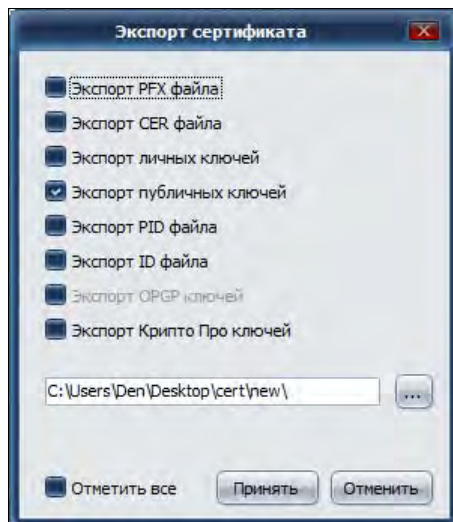 Экспорт сертификата
Экспорт PFX файла
Экспорт CER файла
Экспорт личных ключей
Экспорт публичных ключей
Экспорт PID файла
Экспорт ID файла
Экспорт OPGP ключей
Экспорт Крипто Про ключей
C:\Users\Den\Desktop\cert\new\
...
Отметить все Принять Отменить